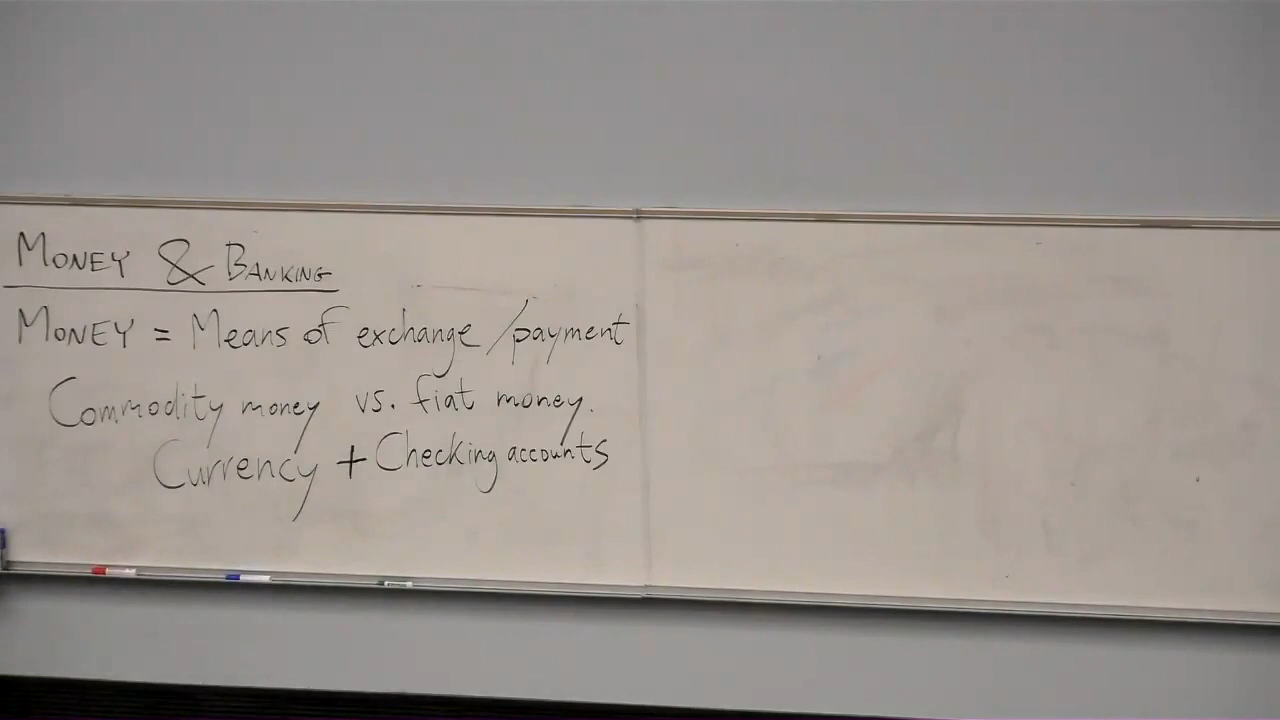 MONEY & BANKING
MONEY = Means of exchange /payment
Commodity money vs. fiat money.
Currency + Checking accounts